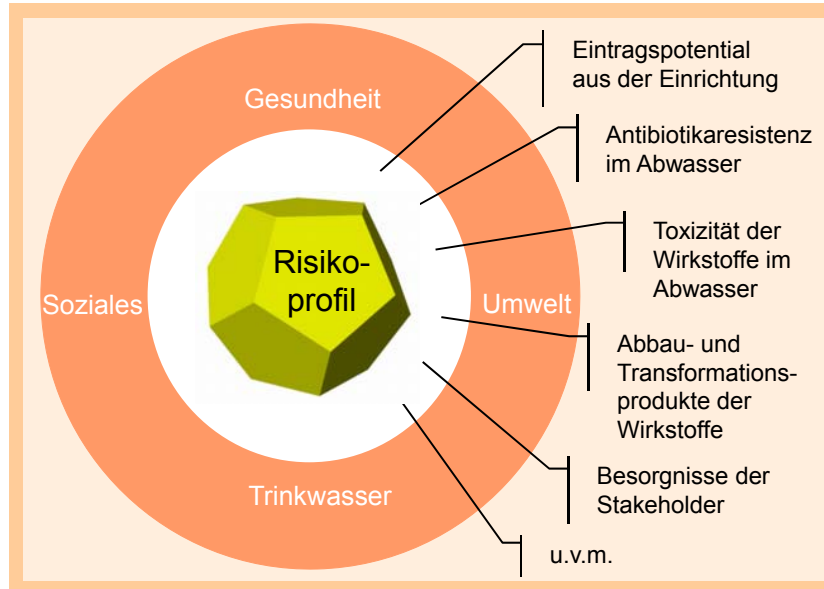 Gesundheit
Soziales
Risiko-
profil
Umwelt
Trinkwasser
Eintragspotential
aus der Einrichtung
Antibiotikaresistenz
im Abwasser
Toxizität der
Wirkstoffe im
Abwasser
Abbau- und
Transformations-
produkte der
Wirkstoffe
Besorgnisse der
Stakeholder
u.v.m.